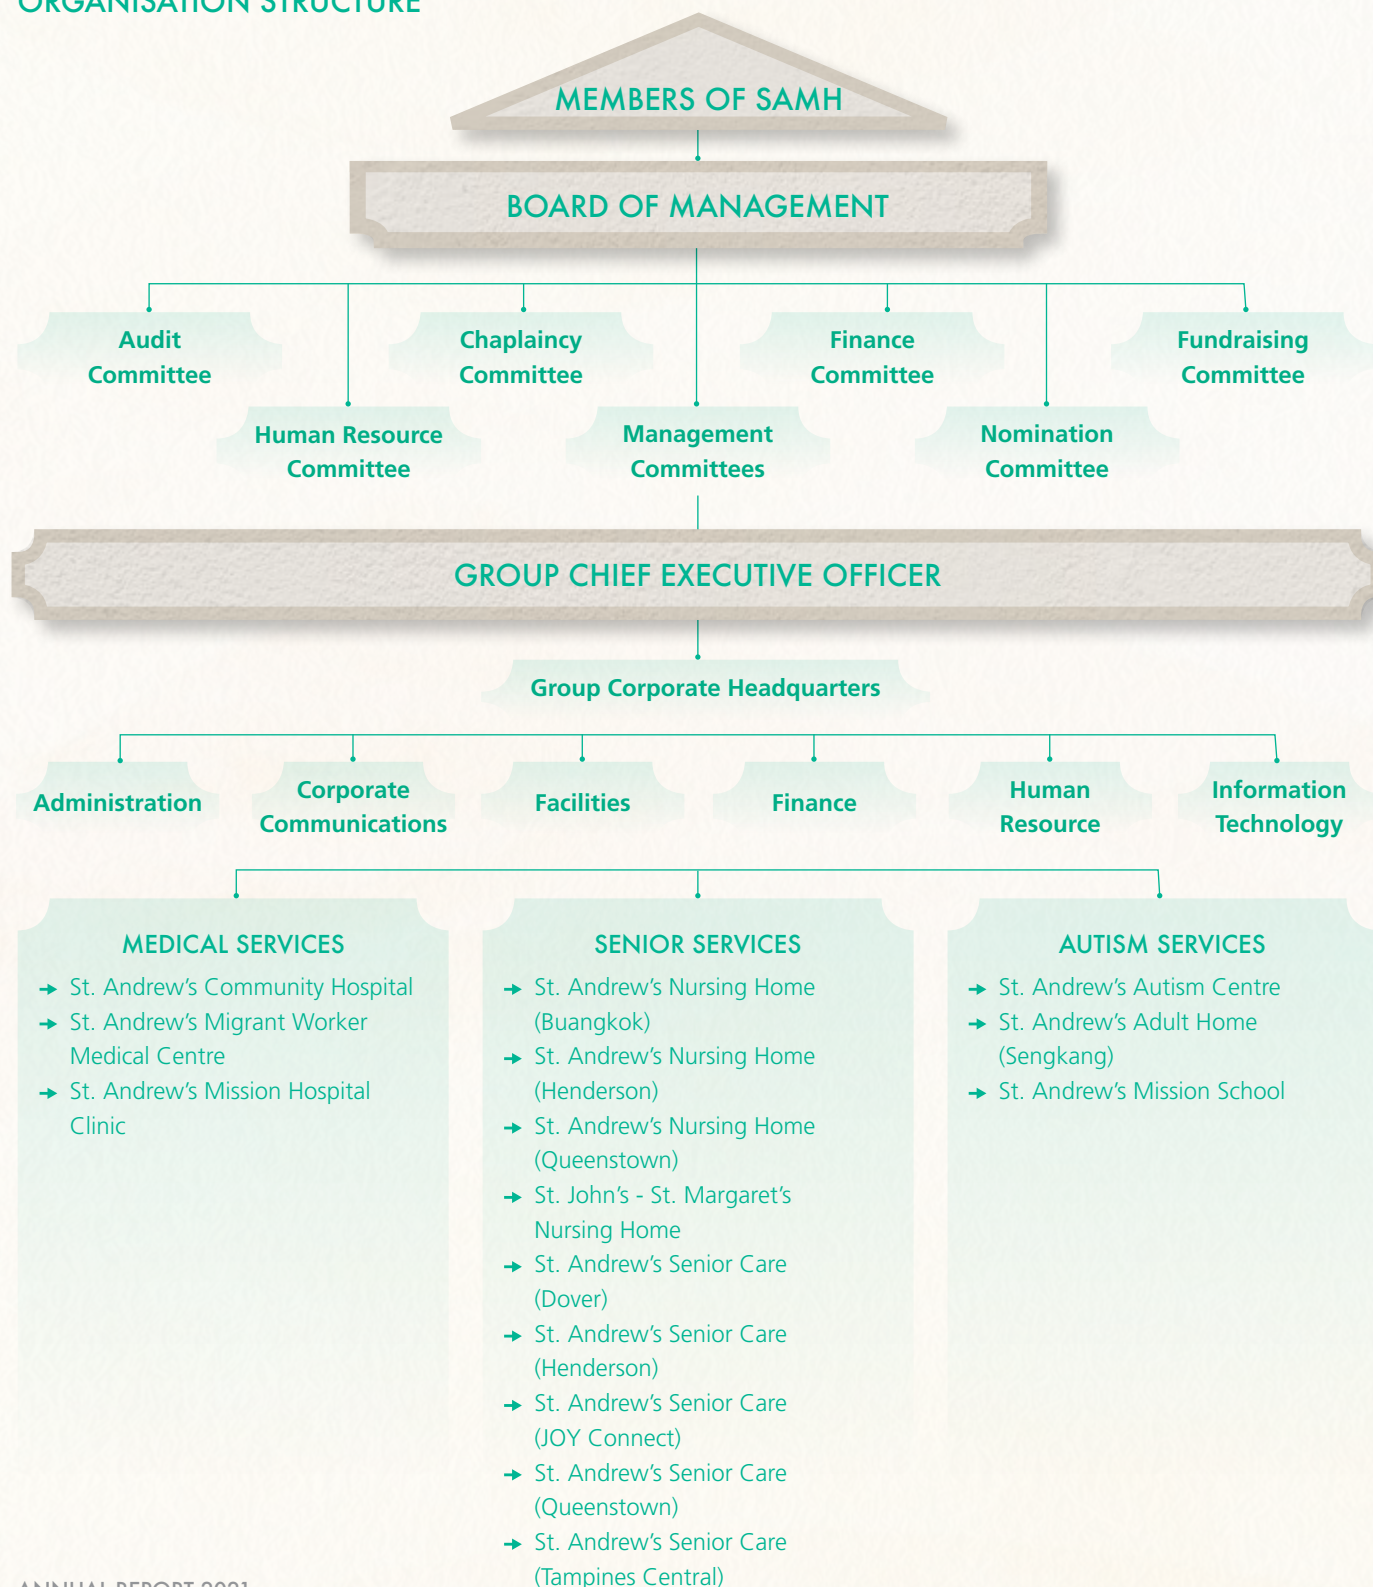 ORGANISATION STRUCTURE
MEMBERS OF SAMH
BOARD OF MANAGEMENT
Audit
Committee
Chaplaincy
Committee
Finance
Committee
Fundraising
Committee
Human Resource
Committee
Management
Committees
Nomination
Committee
GROUP CHIEF EXECUTIVE OFFICER
Group Corporate Headquarters
Administration
Corporate
Communications
Facilities
Finance
Human
Resource
Information
Technology
MEDICAL SERVICES
➔ St. Andrew’s Community Hospital
➔ St. Andrew’s Migrant Worker
Medical Centre
➔ St. Andrew’s Mission Hospital
Clinic
SENIOR SERVICES
➔ St. Andrew’s Nursing Home
(Buangkok)
➔ St. Andrew’s Nursing Home
(Henderson)
➔ St. Andrew’s Nursing Home
(Queenstown)
➔ St. John’s - St. Margaret’s
Nursing Home
➔ St. Andrew’s Senior Care
(Dover)
➔ St. Andrew’s Senior Care
(Henderson)
➔ St. Andrew’s Senior Care
(JOY Connect)
➔ St. Andrew’s Senior Care
(Queenstown)
➔ St. Andrew’s Senior Care
(Tampines Central)
AUTISM SERVICES
➔ St. Andrew’s Autism Centre
➔ St. Andrew’s Adult Home
(Sengkang)
➔ St. Andrew’s Mission School
ANNUAL REPORT 2021